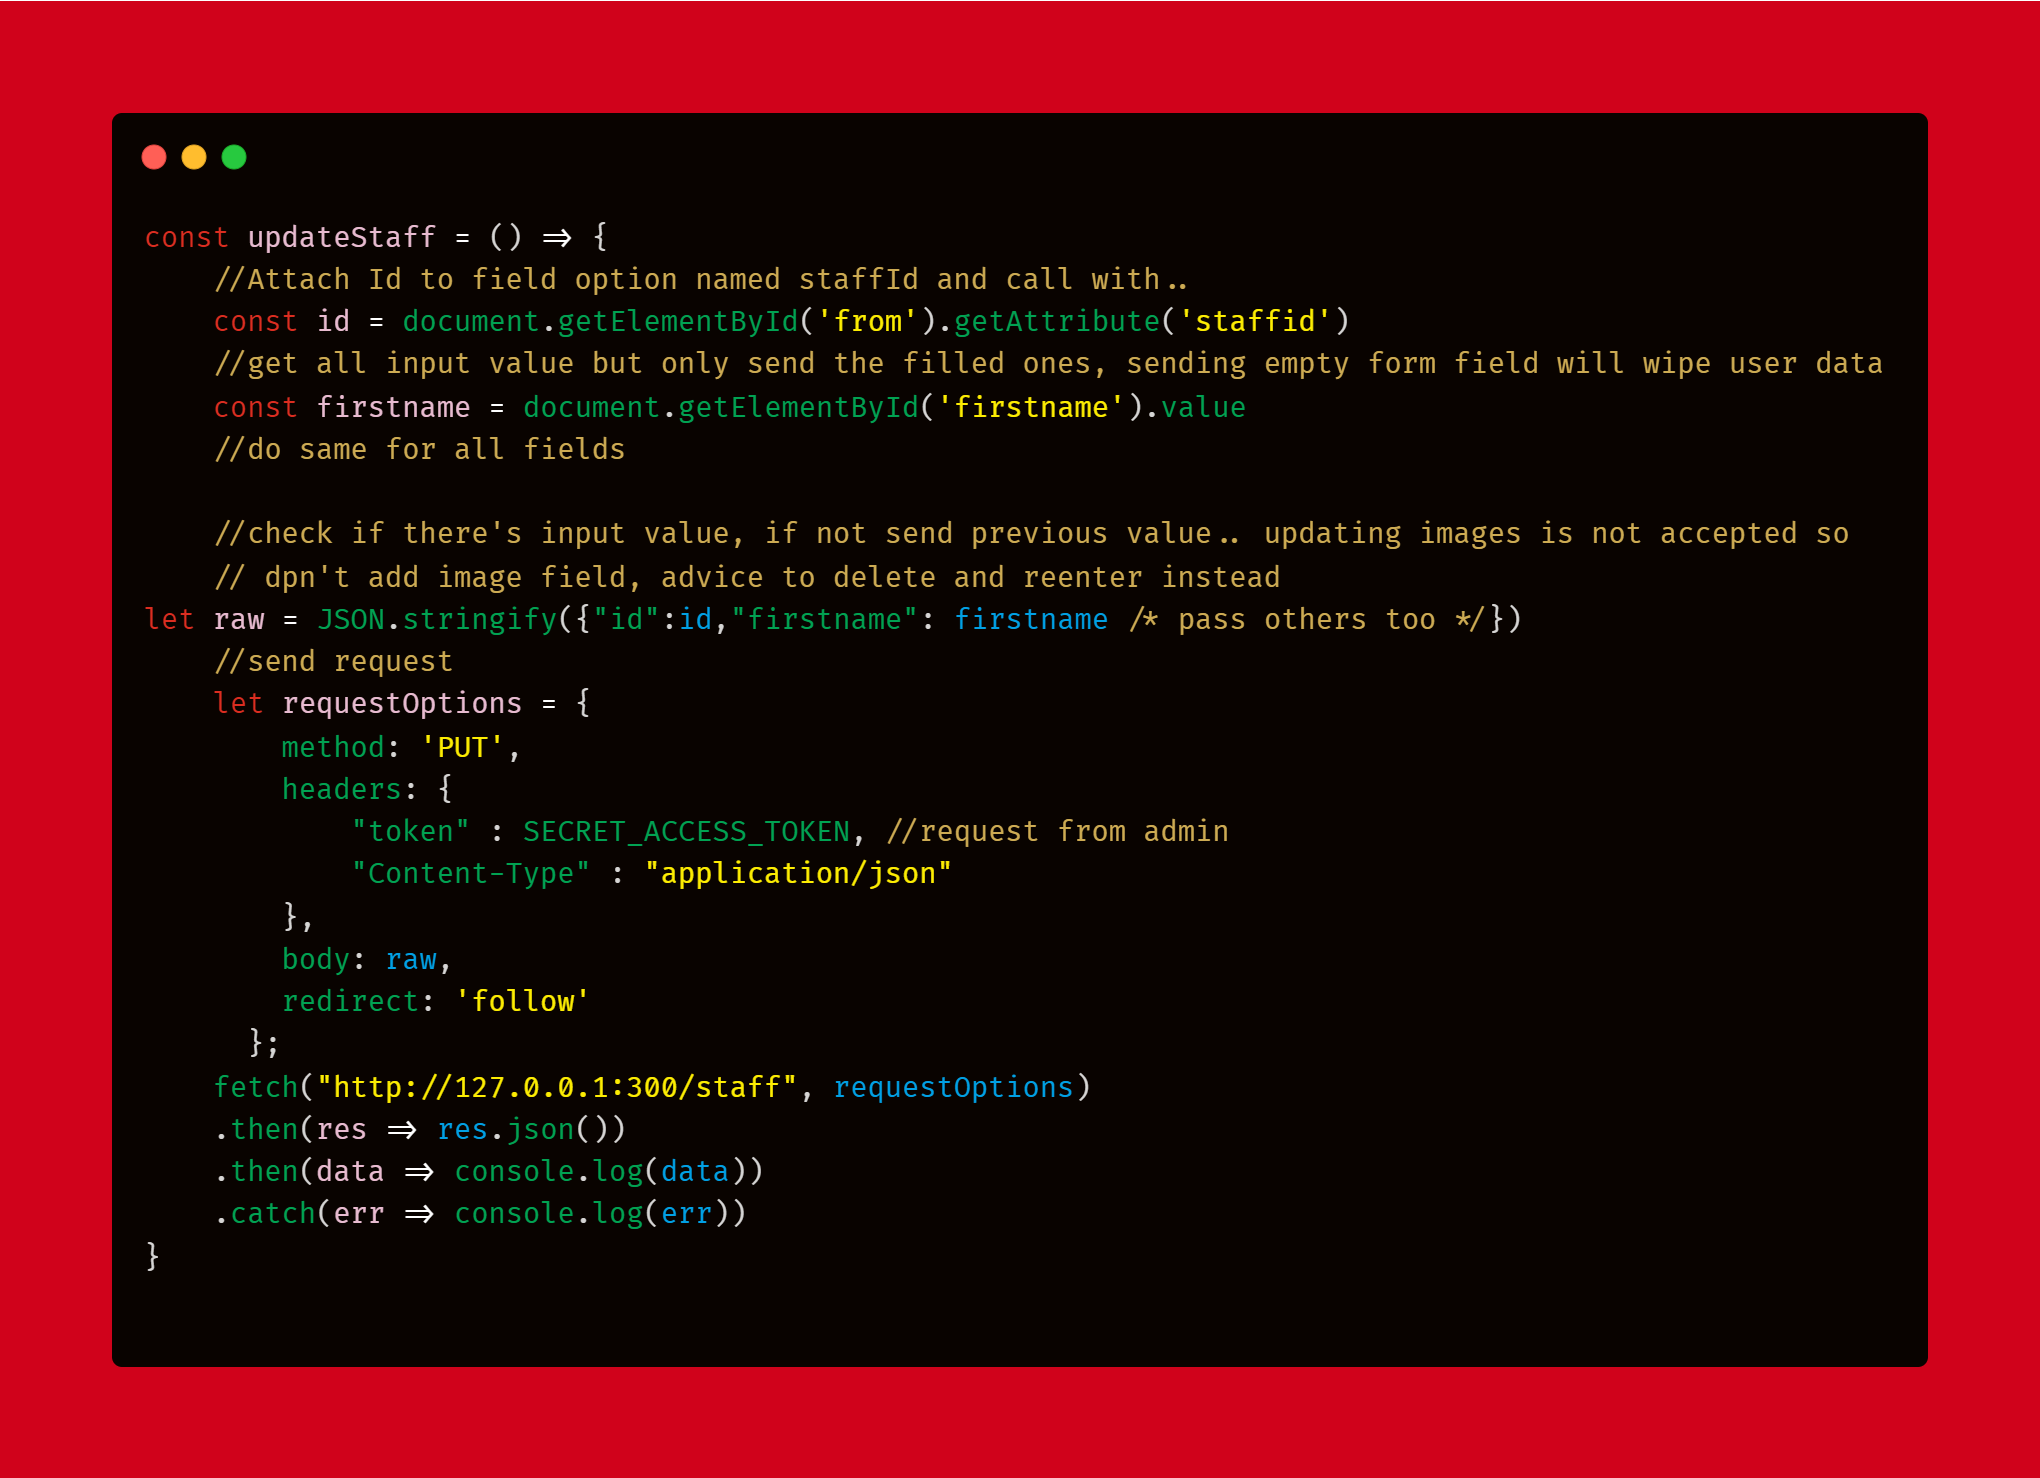 const updateStaff = () => {
    //Attach Id to field option named staffId and call with..
    const id = document.getElementById('from').getAttribute('staffid')
    //get all input value but only send the filled ones, sending empty form field will wipe user data
    const firstname = document.getElementById('firstname').value
    //do same for all fields

    //check if there's input value, if not send previous value.. updating images is not accepted so
    // dpn't add image field, advice to delete and reenter instead
let raw = JSON.stringify({"id":id,"firstname": firstname /* pass others too */})
    //send request
    let requestOptions = {
        method: 'PUT',
        headers: {
            "token" : SECRET_ACCESS_TOKEN, //request from admin
            "Content-Type" : "application/json"
        },
        body: raw,
        redirect: 'follow'
      };
    fetch("http://127.0.0.1:300/staff", requestOptions)
    .then(res => res.json())
    .then(data => console.log(data))
    .catch(err => console.log(err))
}